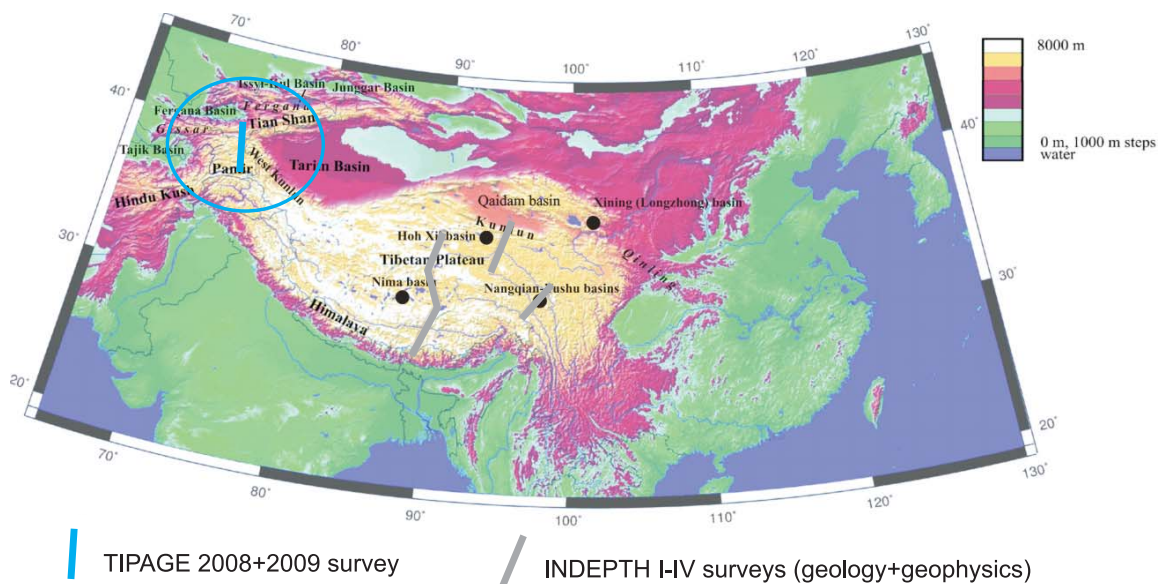 70°
80°
90°
100°
110°
120°
130°
8000 m
0 m, 1000 m steps
water
40°
30°
20°
40°
30°
20°
Issyk-Kul Basin
Junggar Basin
Fergana Basin
Fergana
Gissar
Tian Shan
Tajik Basin
Pamir
West Kunlun
Tarim Basin
Hindu Kush
Qaidam basin
Xining (Longzhong) basin
Kunlun
Hoh Xil basin
Qinling
Tibetan Plateau
Nima basin
Nangqian-Yushu basins
Himalaya
70°
80°
90°
100°
110°
120°
130°
TIPAGE 2008+2009 survey
INDEPTH I-IV surveys (geology+geophysics)